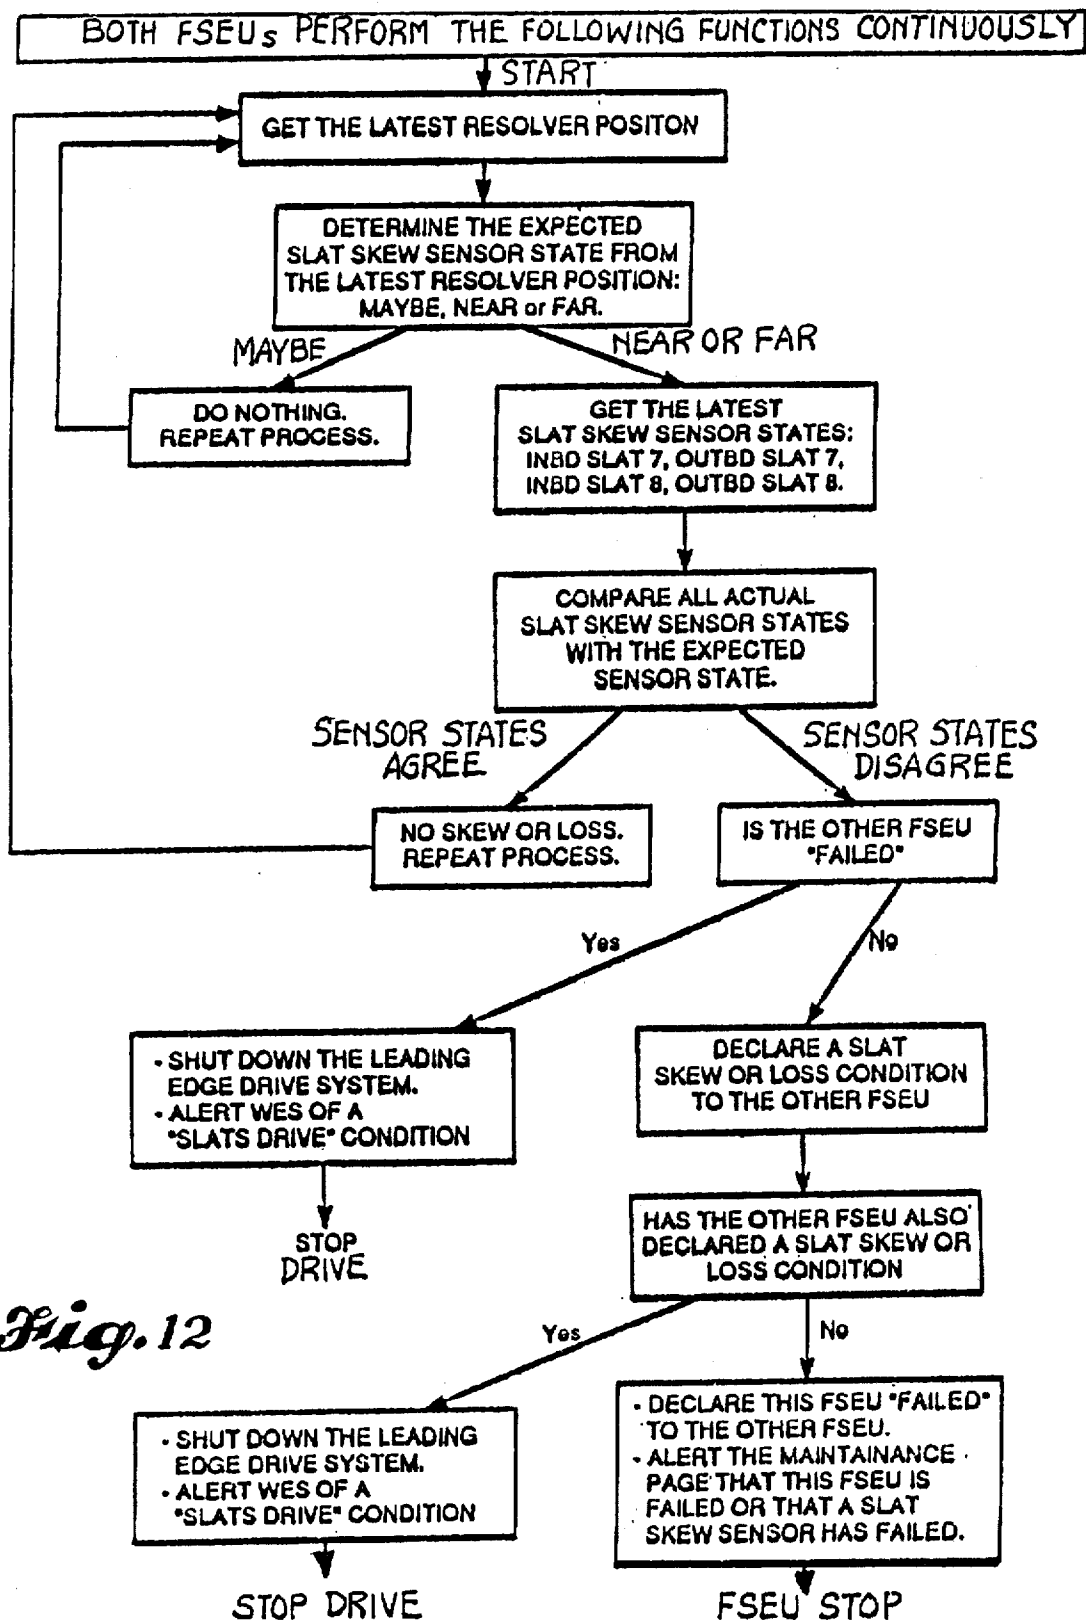 BOTH FSEUs PERFORM THE FOLLOWING FUNCTIONS CONTINUOUSLY
START
GET THE LATEST RESOLVER POSITON
DETERMINE THE EXPECTED
SLAT SKEW SENSOR STATE FROM
THE LATEST RESOLVER POSITION:
MAYBE, NEAR or FAR.
MAYBE
NEAR OR FAR
DO NOTHING.
REPEAT PROCESS.
GET THE LATEST
SLAT SKEW SENSOR STATES:
INBD SLAT 7, OUTBD SLAT 7,
INBD SLAT 8, OUTBD SLAT 8.
COMPARE ALL ACTUAL
SLAT SKEW SENSOR STATES
WITH THE EXPECTED
SENSOR STATE.
SENSOR STATES
AGREE
SENSOR STATES
DISAGREE
NO SKEW OR LOSS.
REPEAT PROCESS.
IS THE OTHER FSEU
"FAILED"
Yes
No
- SHUT DOWN THE LEADING
EDGE DRIVE SYSTEM.
- ALERT WES OF A
"SLATS DRIVE" CONDITION
STOP
DRIVE
DECLARE A SLAT
SKEW OR LOSS CONDITION
TO THE OTHER FSEU
HAS THE OTHER FSEU ALSO
DECLARED A SLAT SKEW OR
LOSS CONDITION
Fig. 12
Yes
No
- SHUT DOWN THE LEADING
EDGE DRIVE SYSTEM.
- ALERT WES OF A
"SLATS DRIVE" CONDITION
STOP DRIVE
- DECLARE THIS FSEU "FAILED"
TO THE OTHER FSEU.
- ALERT THE MAINTAINANCE
PAGE THAT THIS FSEU IS
FAILED OR THAT A SLAT
SKEW SENSOR HAS FAILED.
FSEU STOP